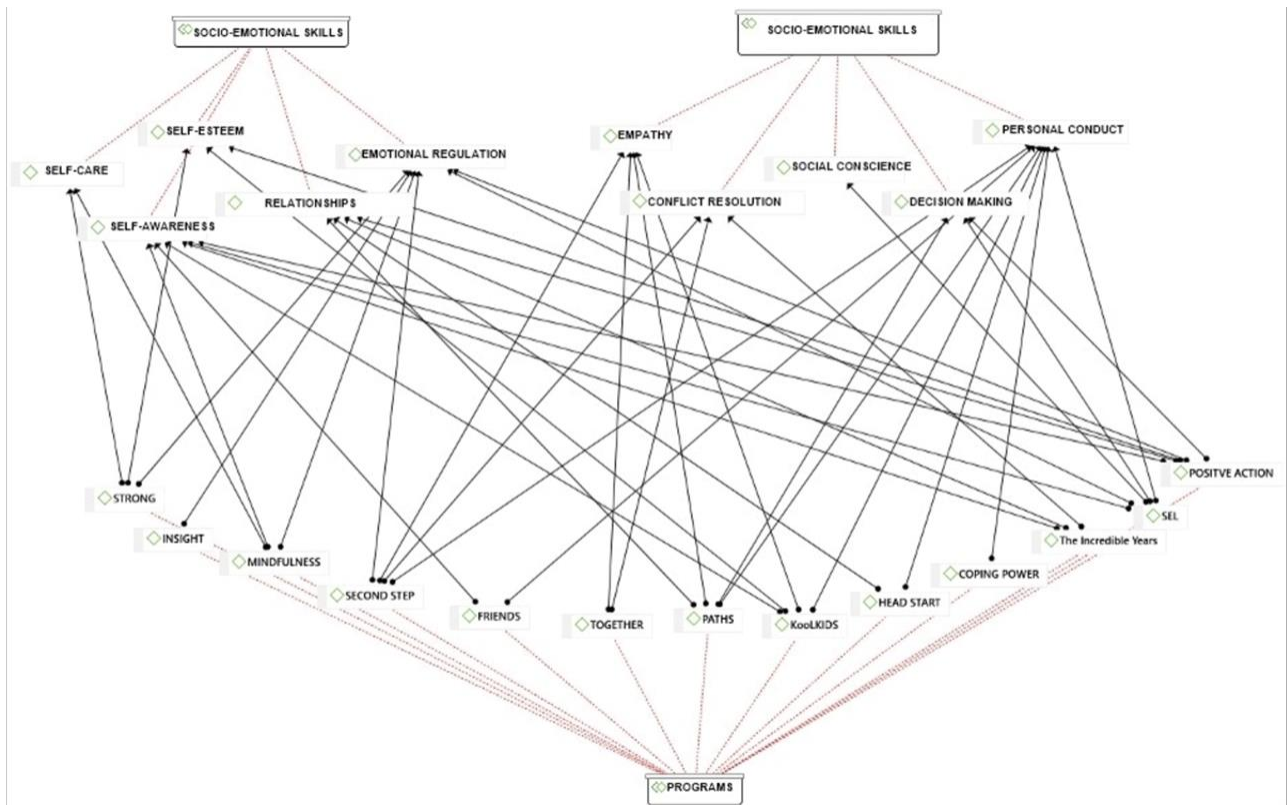 SOCIO-EMOTIONAL SKILLS
SOCIO-EMOTIONAL SKILLS
SELF-ESTEEM
EMPATHY
PERSONAL CONDUCT
EMOTIONAL REGULATION
SELF-CARE
SOCIAL CONSCIENCE
RELATIONSHIPS
CONFLICT RESOLUTION
DECISION MAKING
SELF-AWARENESS
POSITVE ACTION
STRONG
SEL
INSIGHT
The Incredible Years
MINDFULNESS
COPING POWER
SECOND STEP
HEAD START
FRIENDS
TOGETHER
PATHS
KooLKIDS
PROGRAMS